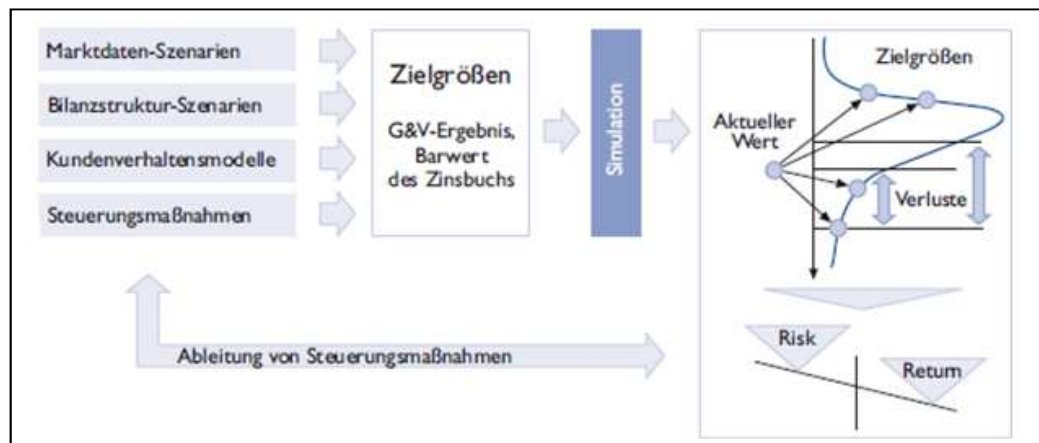 Marktdaten-Szenarien
Bilanzstruktur-Szenarien
Kundenverhaltensmodelle
Steuerungsmaßnahmen
Zielgrößen
G&V-Ergebnis,
Barwert
des Zinsbuchs
Simulation
Zielgrößen
Aktueller
Wert
Verluste
Ableitung von Steuerungsmaßnahmen
Risk
Return